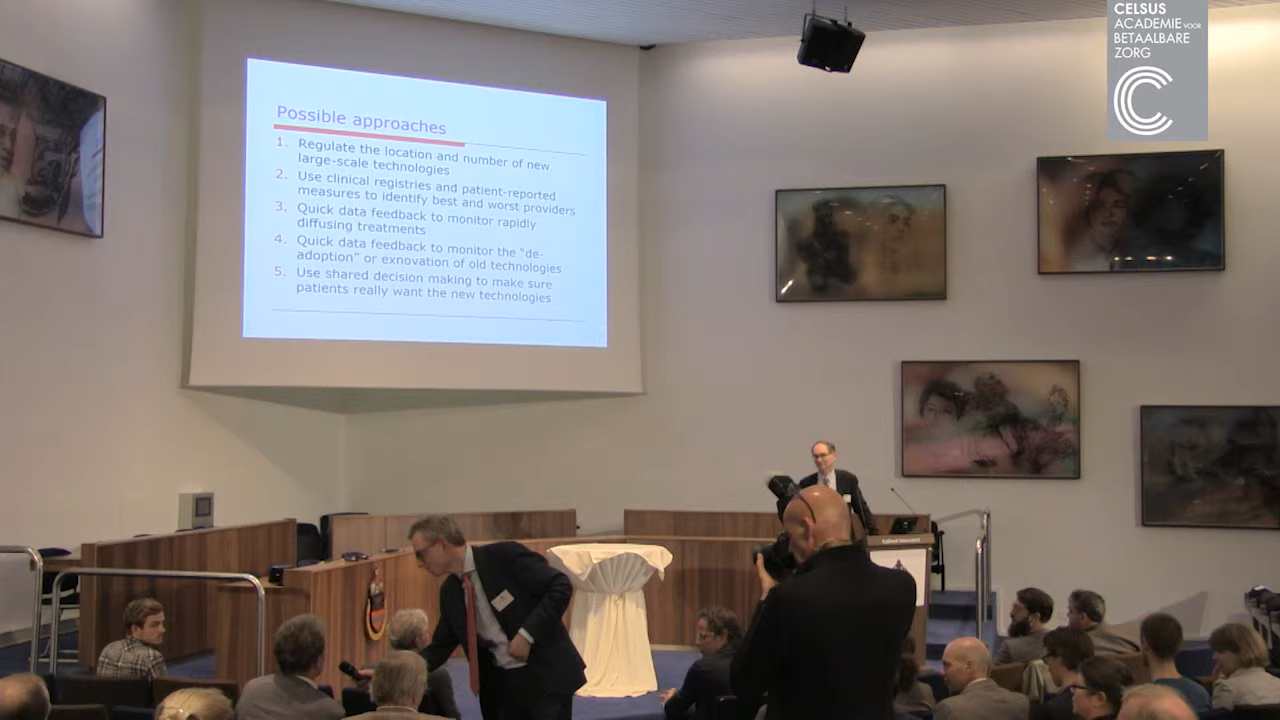 CELSUS
ACADEMIE VOOR
BETAALBARE
ZORG
Possible approaches
1. Regulate the location and number of new
large-scale technologies
2. Use clinical registries and patient-reported
measures to identify best and worst providers
3. Quick data feedback to monitor rapidly
diffusing treatments
4. Quick data feedback to monitor the “de-
adoption” or exnovation of old technologies
5. Use shared decision making to make sure
patients really want the new technologies